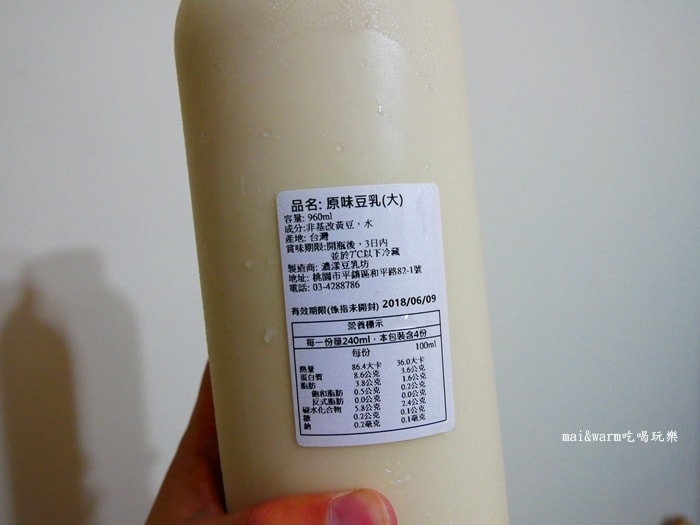 品名: 原味豆乳(大)
容量: 960ml
成分:非基改黃豆，水
產地: 台灣
賞味期限:開瓶後，3日內
並於7℃以下冷藏
製造商: 濃漾豆乳坊
地址: 桃園市平鎮區和平路82-1號
電話: 03-4288786
有效期限(係指未開封) 2018/06/09
營養標示
每一份量240ml，本包裝含4份
每份 100ml
熱量 86.4大卡 36.0大卡
蛋白質 8.6公克 3.6公克
脂肪 3.8公克 1.6公克
飽和脂肪 0.5公克 0.2公克
反式脂肪 0.0公克 0.0公克
碳水化合物 5.8公克 2.4公克
糖 0.2公克 0.1公克
鈉 0.2毫克 0.1毫克
mai&warm吃喝玩樂